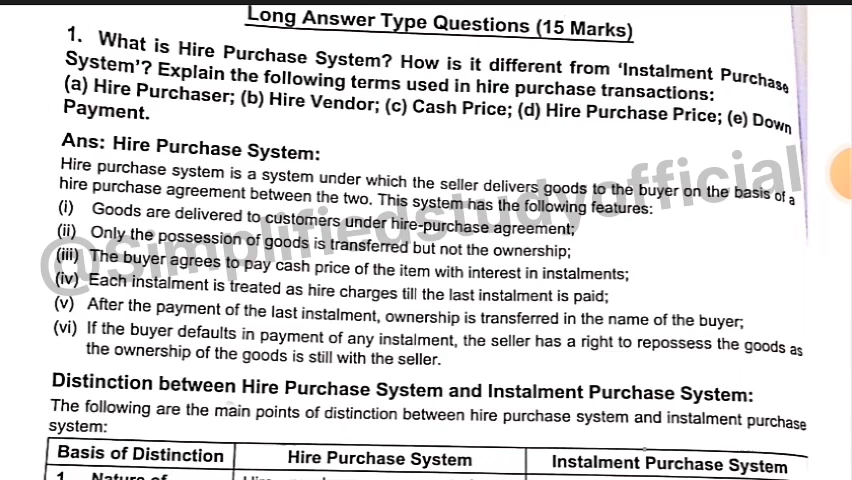 Long Answer Type Questions (15 Marks)
1. What is Hire Purchase System? How is it different from 'Instalment Purchase
System'? Explain the following terms used in hire purchase transactions:
(a) Hire Purchaser; (b) Hire Vendor; (c) Cash Price; (d) Hire Purchase Price; (e) Down
Payment.
Ans: Hire Purchase System:
Hire purchase system is a system under which the seller delivers goods to the buyer on the basis of a
hire purchase agreement between the two. This system has the following features:
(i) Goods are delivered to customers under hire-purchase agreement;
(ii) Only the possession of goods is transferred but not the ownership;
(iii) The buyer agrees to pay cash price of the item with interest in instalments;
(iv) Each instalment is treated as hire charges till the last instalment is paid;
(v) After the payment of the last instalment, ownership is transferred in the name of the buyer;
(vi) If the buyer defaults in payment of any instalment, the seller has a right to repossess the goods as
the ownership of the goods is still with the seller.
@Simplifiedstudyofficial
Distinction between Hire Purchase System and Instalment Purchase System:
The following are the main points of distinction between hire purchase system and instalment purchase
system:
Basis of Distinction Hire Purchase System Instalment Purchase System
1. Nature of